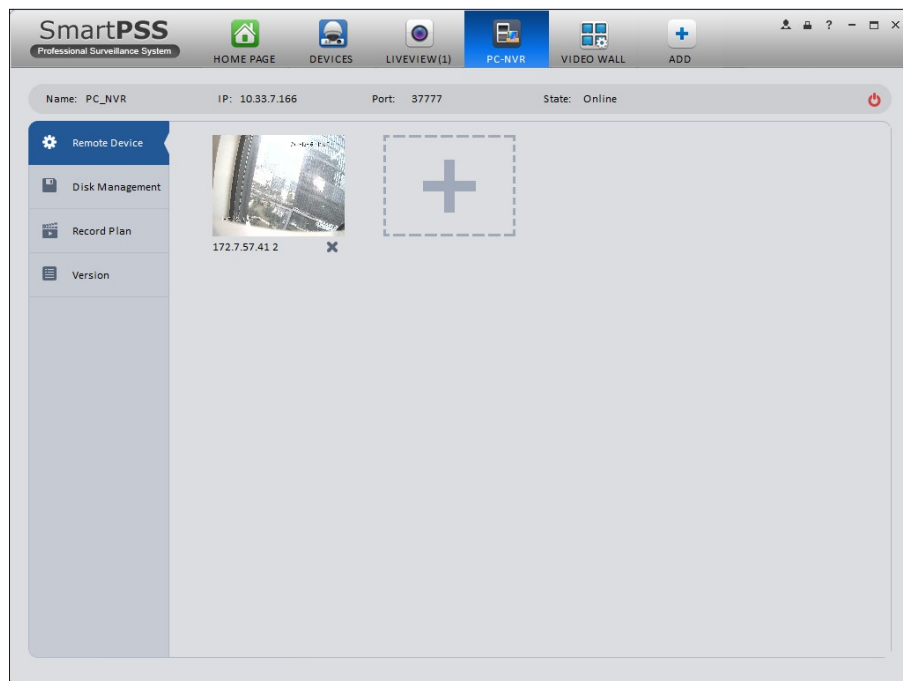 SmartPSS
Professional Surveillance System
HOME PAGE
DEVICES
LIVEVIEW(1)
PC-NVR
VIDEO WALL
ADD
?
Name: PC_NVR
IP: 10.33.7.166
Port: 37777
State: Online
Remote Device
Disk Management
Record Plan
Version
172.7.57.41 2